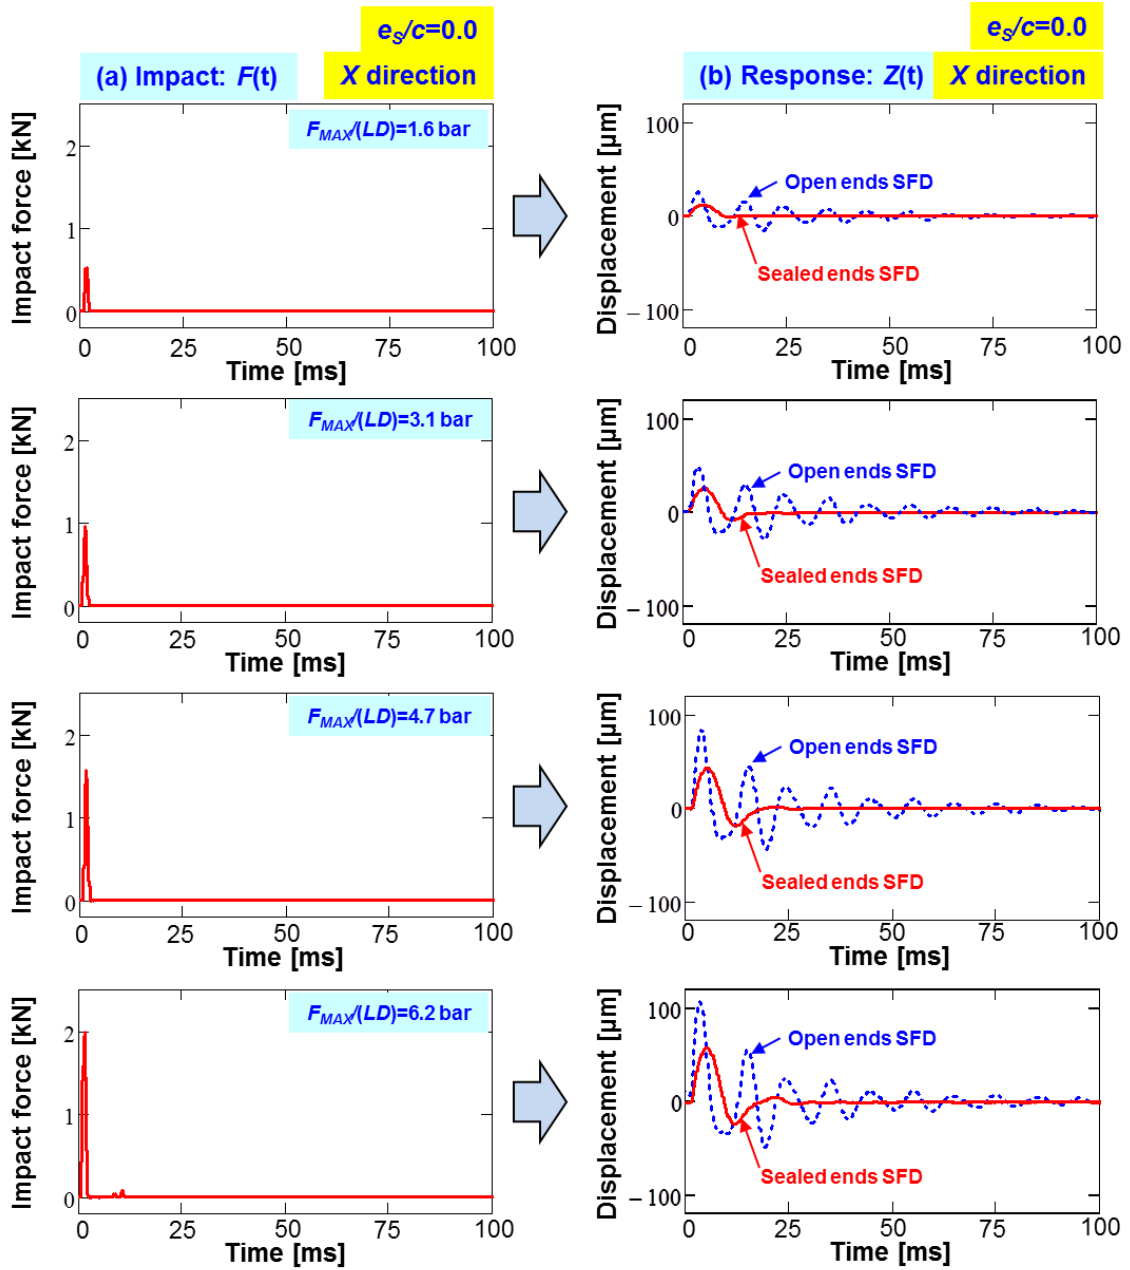 e_S/c=0.0
(a) Impact: F(t)
X direction
e_S/c=0.0
(b) Response: Z(t)
X direction
Impact force [kN]
2
1
0
F_MAX/(LD)=1.6 bar
0 25 50 75 100
Time [ms]
Displacement [µm]
100
0
−100
Open ends SFD
Sealed ends SFD
0 25 50 75 100
Time [ms]
Impact force [kN]
2
1
0
F_MAX/(LD)=3.1 bar
0 25 50 75 100
Time [ms]
Displacement [µm]
100
0
−100
Open ends SFD
Sealed ends SFD
0 25 50 75 100
Time [ms]
Impact force [kN]
2
1
0
F_MAX/(LD)=4.7 bar
0 25 50 75 100
Time [ms]
Displacement [µm]
100
0
−100
Open ends SFD
Sealed ends SFD
0 25 50 75 100
Time [ms]
Impact force [kN]
2
1
0
F_MAX/(LD)=6.2 bar
0 25 50 75 100
Time [ms]
Displacement [µm]
100
0
−100
Open ends SFD
Sealed ends SFD
0 25 50 75 100
Time [ms]